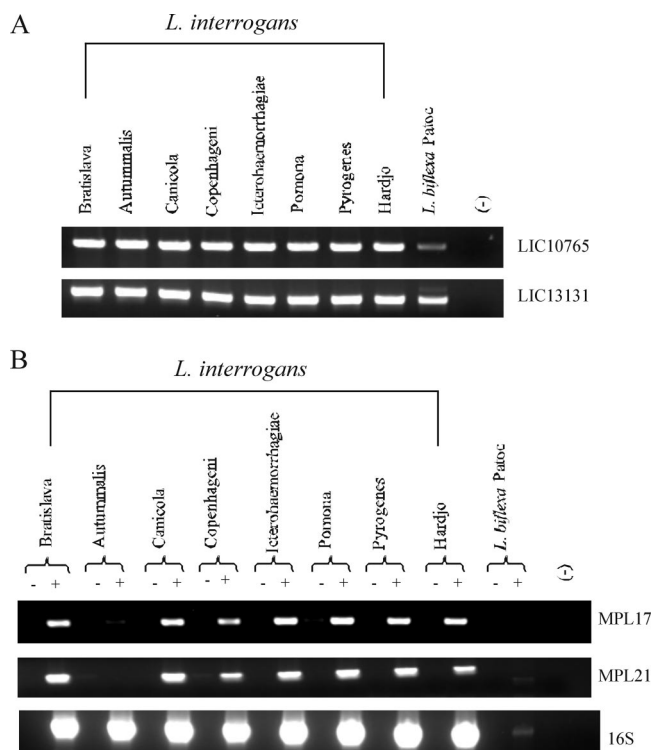 A
L. interrogans
Bratislava
Autummalis
Canicola
Copenhageni
Icterohaemorrhagiae
Pomona
Pyrogenes
Hardjo
L. biflexa Patoc
(-)
LIC10765
LIC13131
B
L. interrogans
Bratislava
Autummalis
Canicola
Copenhageni
Icterohaemorrhagiae
Pomona
Pyrogenes
Hardjo
L. biflexa Patoc
(-)
- + - + - + - + - + - + - + - + - +
MPL17
MPL21
16S